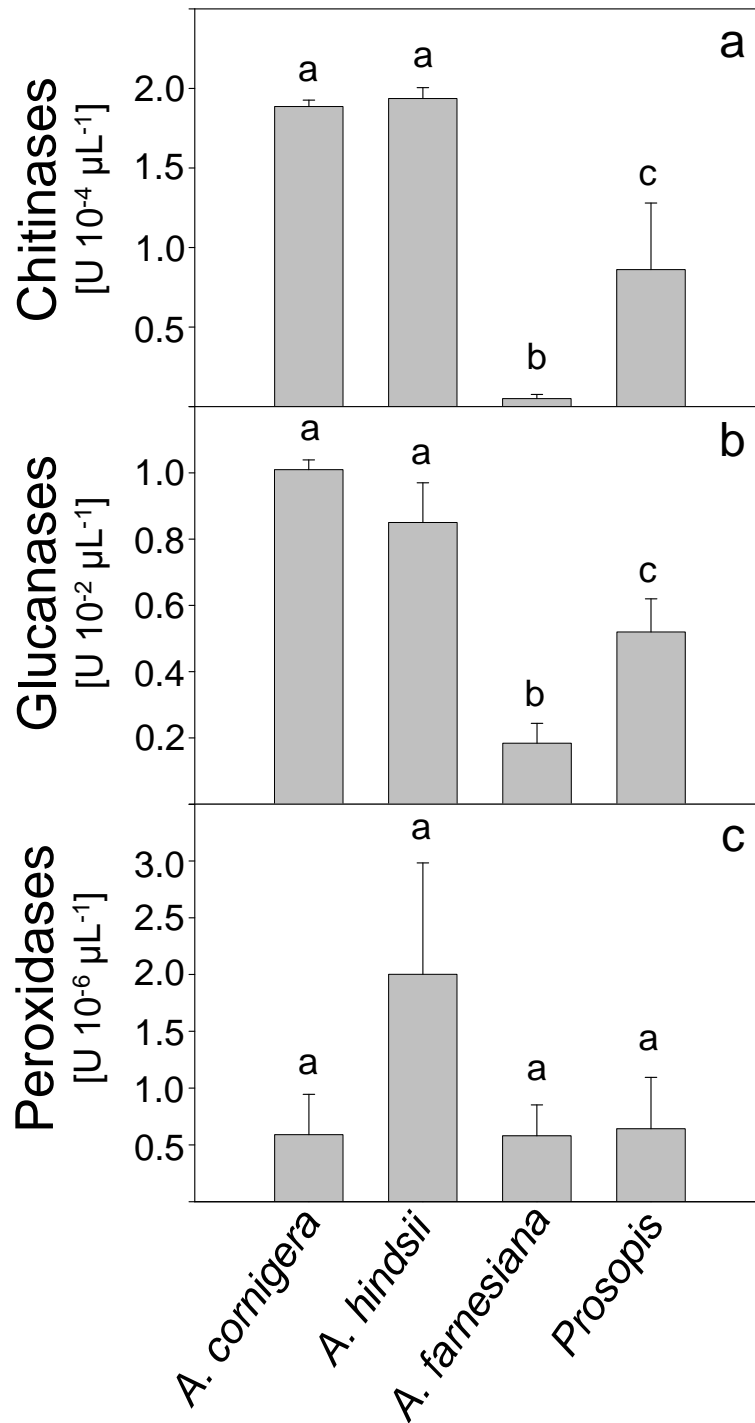 a
Chitinases
[U 10⁻⁴ µL⁻¹]
2.0
1.5
1.0
0.5
a
a
b
c
b
Glucanases
[U 10⁻² µL⁻¹]
1.0
0.8
0.6
0.4
0.2
a
a
b
c
c
Peroxidases
[U 10⁻⁶ µL⁻¹]
3.0
2.5
2.0
1.5
1.0
0.5
a
a
a
a
A. cornigera
A. hindsii
A. farnesiana
Prosopis